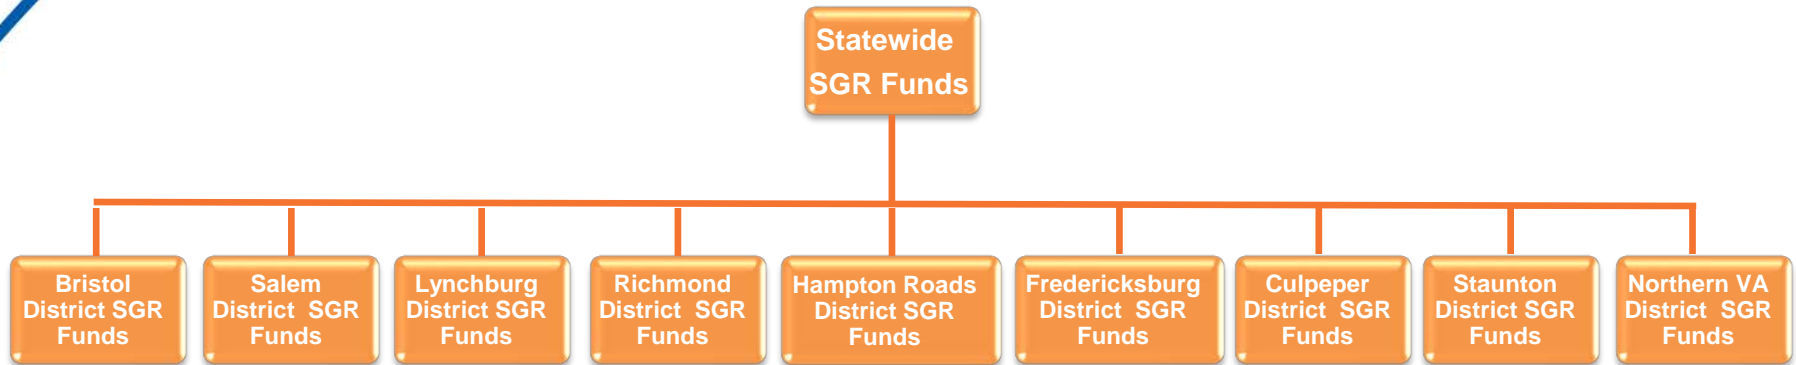 Statewide
SGR Funds
Bristol
District SGR
Funds
Salem
District SGR
Funds
Lynchburg
District SGR
Funds
Richmond
District SGR
Funds
Hampton Roads
District SGR
Funds
Fredericksburg
District SGR
Funds
Culpeper
District SGR
Funds
Staunton
District SGR
Funds
Northern VA
District SGR
Funds